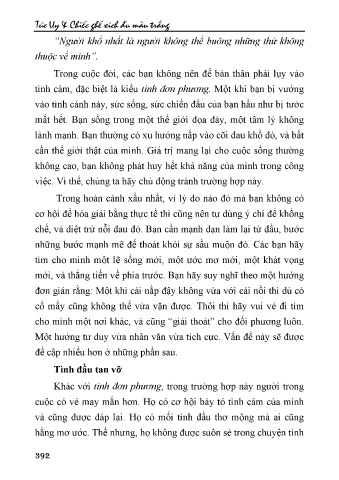 Túc Uy & Chiếc ghế xích đu màu trắng
“Người khổ nhất là người không thể buông những thứ không
thuộc về mình”.
Trong cuộc đời, các bạn không nên để bản thân phải lụy vào
tình cảm, đặc biệt là kiểu tình đơn phương. Một khi bạn bị vướng
vào tình cảnh này, sức sống, sức chiến đấu của bạn hầu như bị tước
mất hết. Bạn sống trong một thế giới đọa đày, một tâm lý không
lành mạnh. Bạn thường có xu hướng nấp vào cõi đau khổ đó, và bất
cần thế giới thật của mình. Giá trị mang lại cho cuộc sống thường
không cao, bạn không phát huy hết khả năng của mình trong công
việc. Vì thế, chúng ta hãy chủ động tránh trường hợp này.
Trong hoàn cảnh xấu nhất, vì lý do nào đó mà bạn không có
cơ hội để hóa giải bằng thực tế thì cũng nên tự dùng ý chí để khống
chế, và diệt trừ nỗi đau đó. Bạn cần mạnh dạn làm lại từ đầu, bước
những bước mạnh mẽ để thoát khỏi sự sầu muộn đó. Các bạn hãy
tìm cho mình một lẽ sống mới, một ước mơ mới, một khát vọng
mới, và thẳng tiến về phía trước. Bạn hãy suy nghĩ theo một hướng
đơn giản rằng: Một khi cái nắp đậy không vừa với cái nồi thì dù có
cố mấy cũng không thể vừa vặn được. Thôi thì hãy vui vẻ đi tìm
cho mình một nơi khác, và cũng “giải thoát” cho đối phương luôn.
Một hướng tư duy vừa nhân văn vừa tích cực. Vấn đề này sẽ được
đề cập nhiều hơn ở những phần sau.
Tình đầu tan vỡ
Khác với tình đơn phương, trong trường hợp này người trong
cuộc có vẻ may mắn hơn. Họ có cơ hội bày tỏ tình cảm của mình
và cũng được đáp lại. Họ có mối tình đầu thơ mộng mà ai cũng
hằng mơ ước. Thế nhưng, họ không được suôn sẻ trong chuyện tình
392